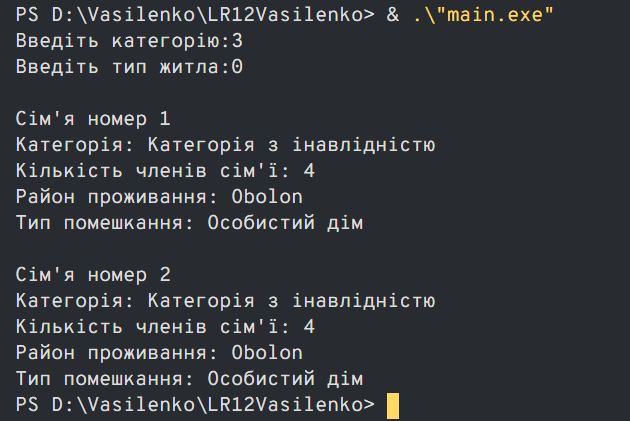 PS D:\Vasilenko\LR12Vasilenko> & .\"main.exe"
Введіть категорію:3
Введіть тип житла:0
Сім'я номер 1
Категорія: Категорія з інавлідністю
Кількість членів сім'ї: 4
Район проживання: Obolon
Тип помешкання: Особистий дім
Сім'я номер 2
Категорія: Категорія з інавлідністю
Кількість членів сім'ї: 4
Район проживання: Obolon
Тип помешкання: Особистий дім
PS D:\Vasilenko\LR12Vasilenko>